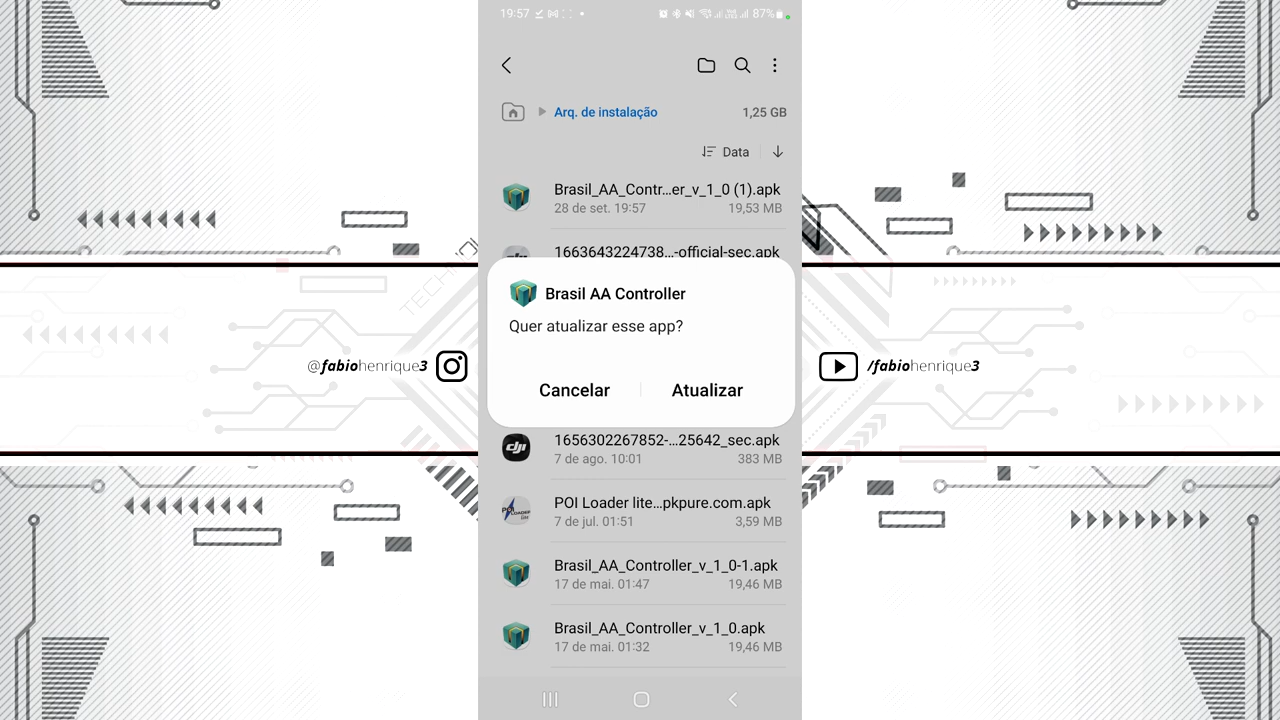 19:57
87%
Arq. de instalação
1,25 GB
Data
Brasil_AA_Contr...er_v_1_0 (1).apk
28 de set. 19:57
19,53 MB
1663643224738...-official-sec.apk
Brasil AA Controller
Quer atualizar esse app?
Cancelar
Atualizar
@fabiohenrique3
/fabiohenrique3
1656302267852-...25642_sec.apk
7 de ago. 10:01
383 MB
POI Loader lite...pkpure.com.apk
7 de jul. 01:51
3,59 MB
Brasil_AA_Controller_v_1_0-1.apk
17 de mai. 01:47
19,46 MB
Brasil_AA_Controller_v_1_0.apk
17 de mai. 01:32
19,46 MB